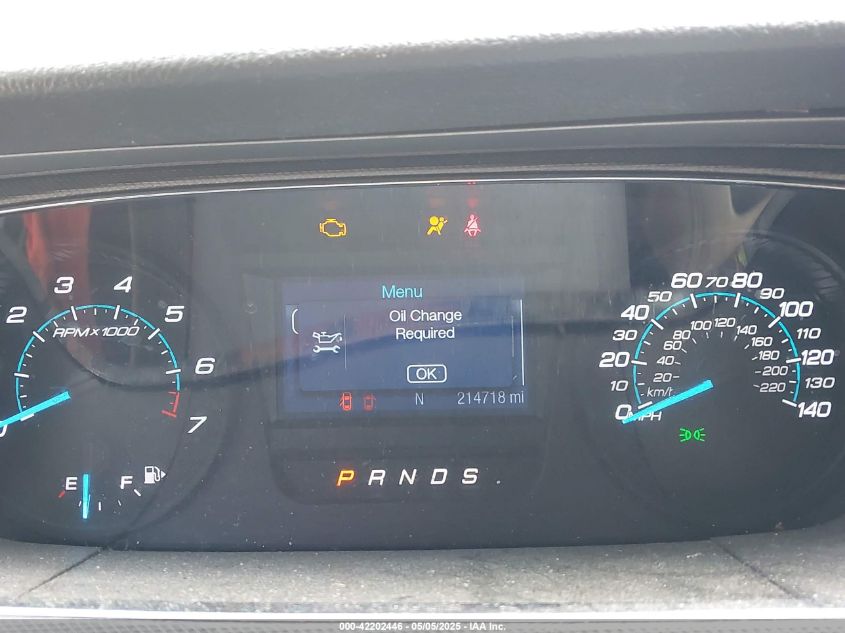 Menu
Oil Change
Required
OK
N 214718 mi
2 3 4 5 6 7
RPM×1000
E F
P R N D S
0 10 20 30 40 50 60 70 80 90 100 110 120 130 140
20 40 60 80 100 120 140 160 180 200 220
km/h
MPH
000-42202446 - 05/05/2025 - IAA Inc.